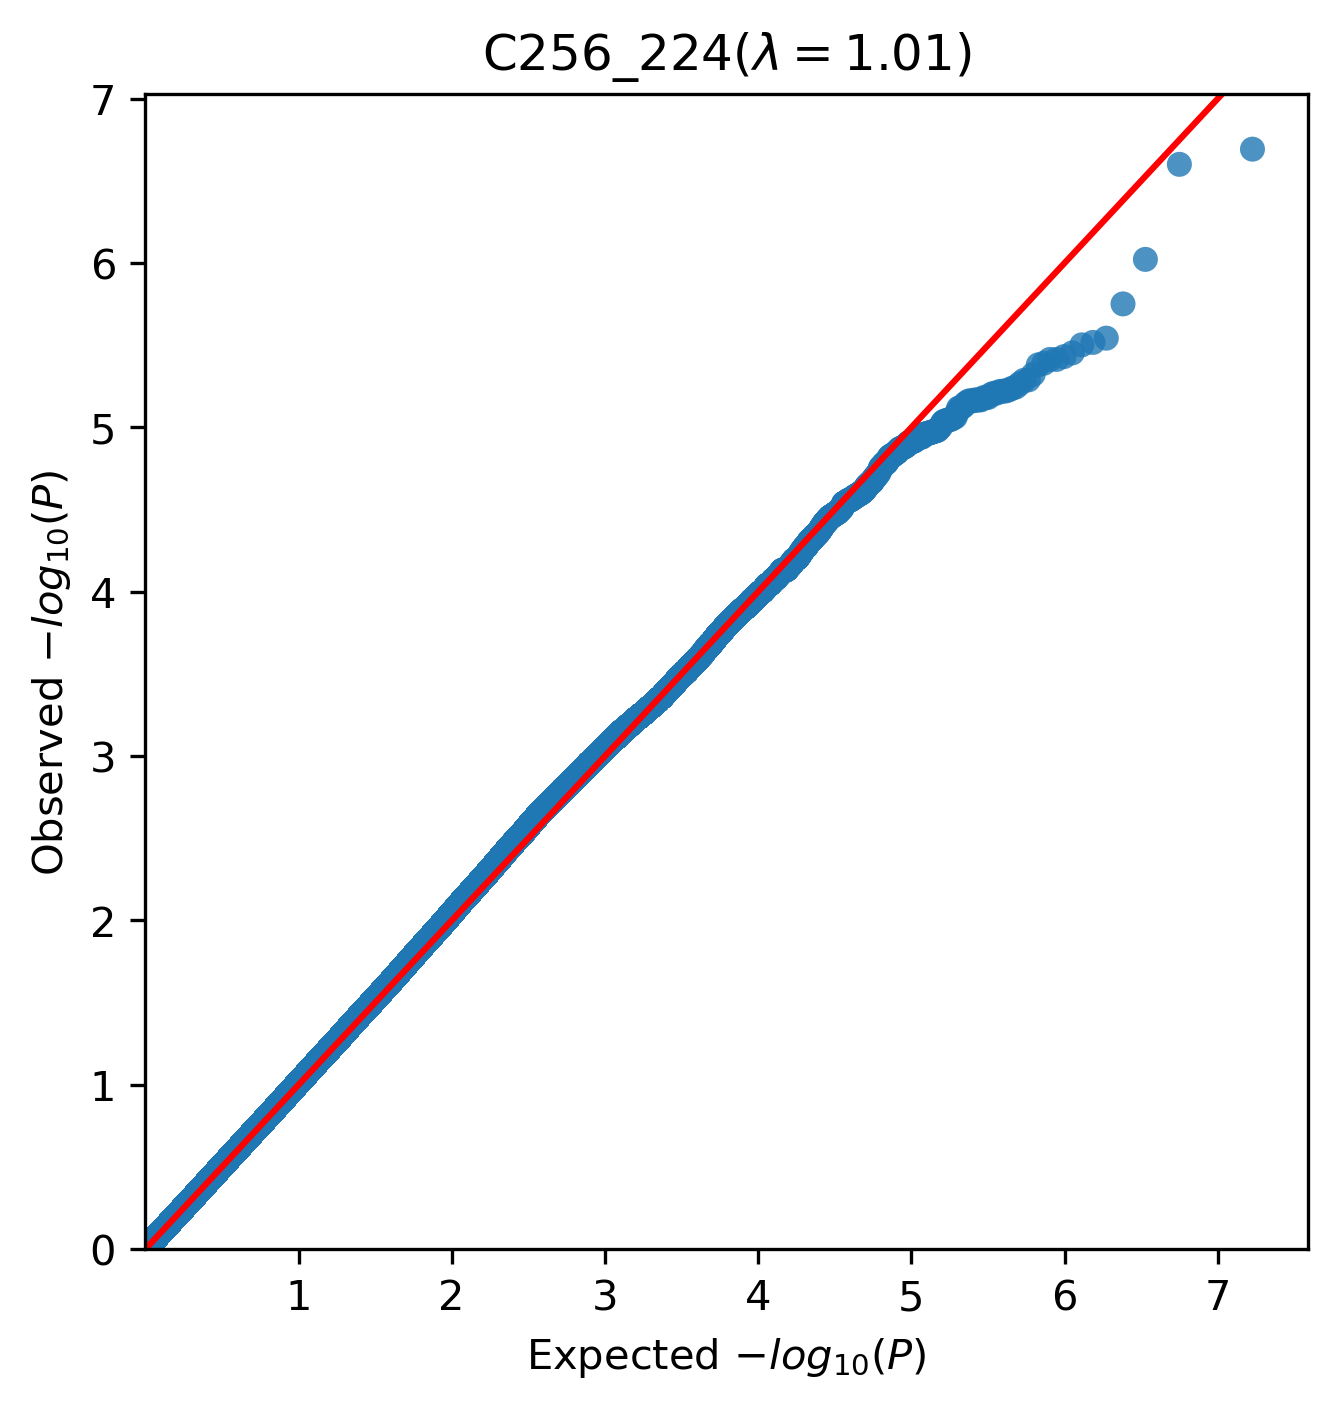 C256_224(λ = 1.01)
7
6
5
4
3
2
1
0
Observed −log₁₀(P)
1 2 3 4 5 6 7
Expected −log₁₀(P)